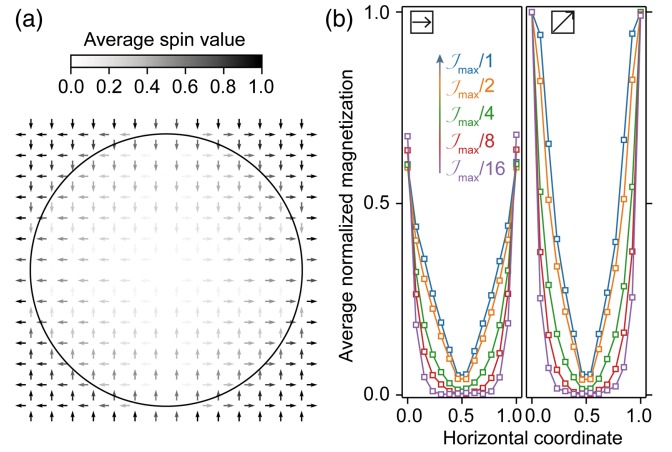 (a)
Average spin value
0.0 0.2 0.4 0.6 0.8 1.0
(b)
Average normalized magnetization
1.0
0.5
0.0
𝒥max/1
𝒥max/2
𝒥max/4
𝒥max/8
𝒥max/16
0.0 0.5 1.0 0.0 0.5 1.0
Horizontal coordinate